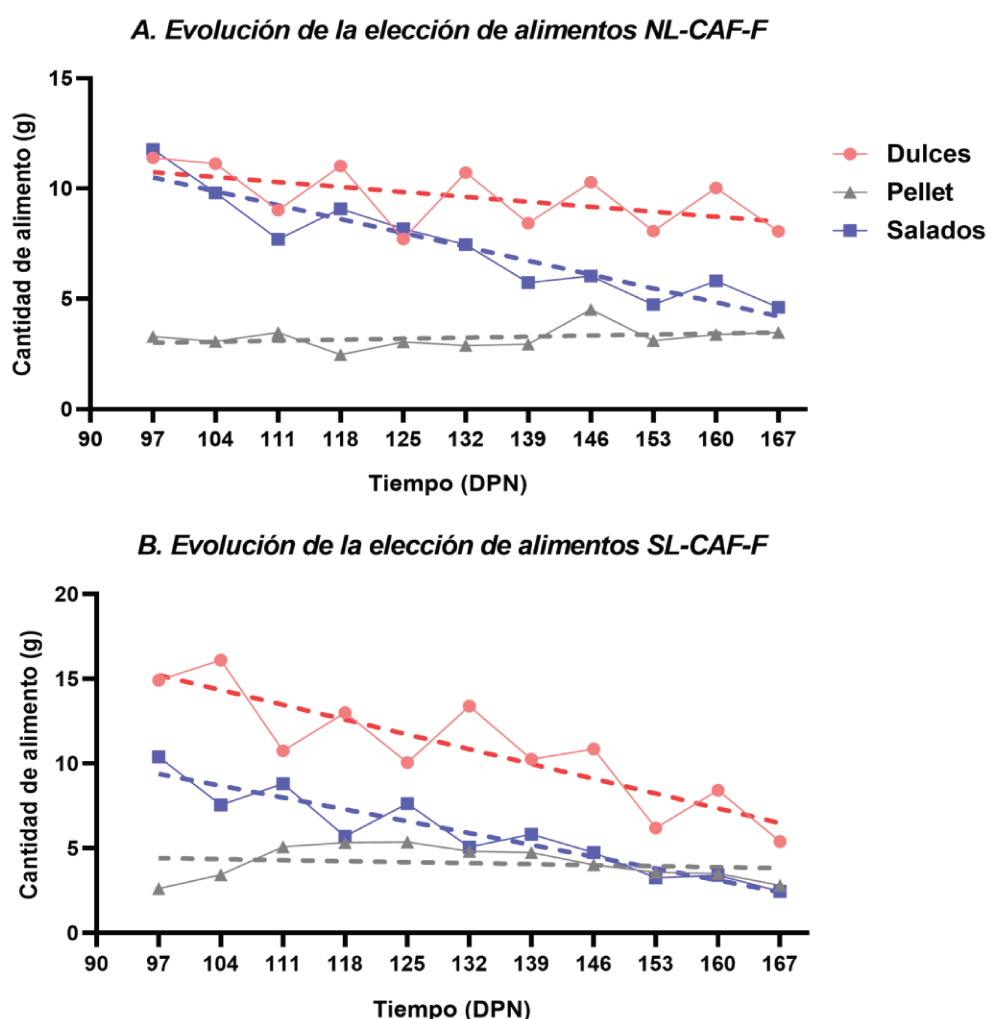 A. Evolución de la elección de alimentos NL-CAF-F
Cantidad de alimento (g)
15
10
5
0
90 97 104 111 118 125 132 139 146 153 160 167
Tiempo (DPN)
Dulces
Pellet
Salados
B. Evolución de la elección de alimentos SL-CAF-F
Cantidad de alimento (g)
20
15
10
5
0
90 97 104 111 118 125 132 139 146 153 160 167
Tiempo (DPN)